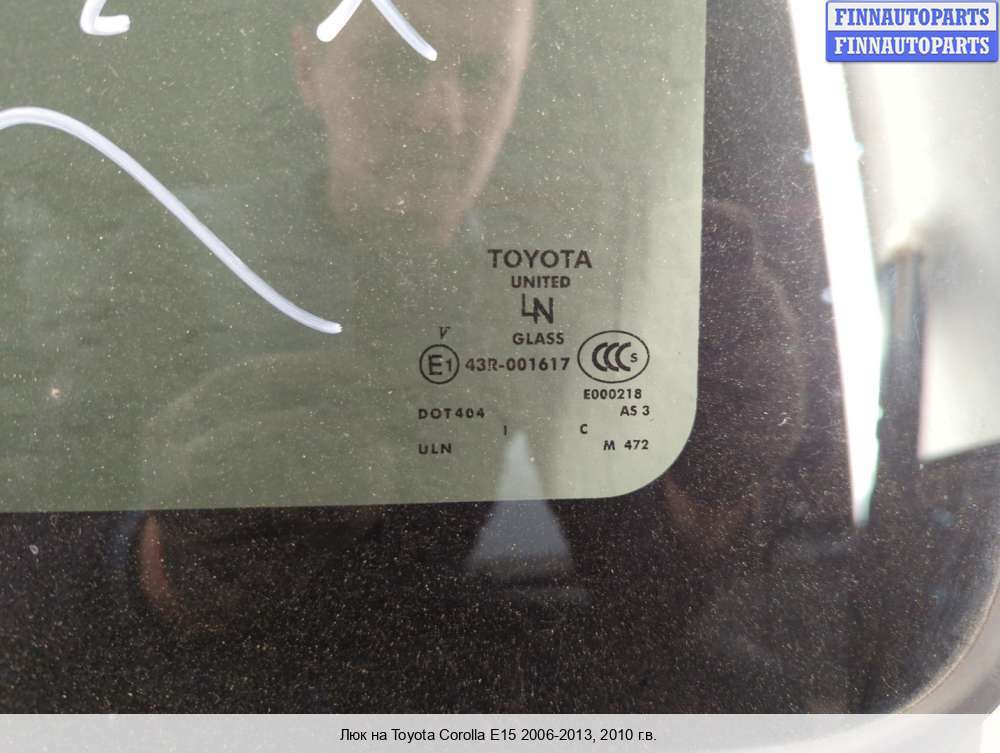 FINNAUTOPARTS
FINNAUTOPARTS
TOYOTA
UNITED
LN
GLASS
V
E1 43R-001617 CCC S
E000218
DOT404 AS 3
I C
ULN M 472
Люк на Toyota Corolla E15 2006-2013, 2010 г.в.